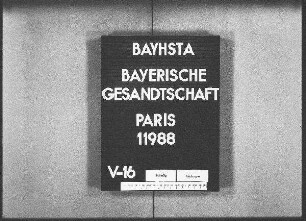 BAYHSTA
BAYERISCHE
GESANDTSCHAFT
PARIS
11988
V-16